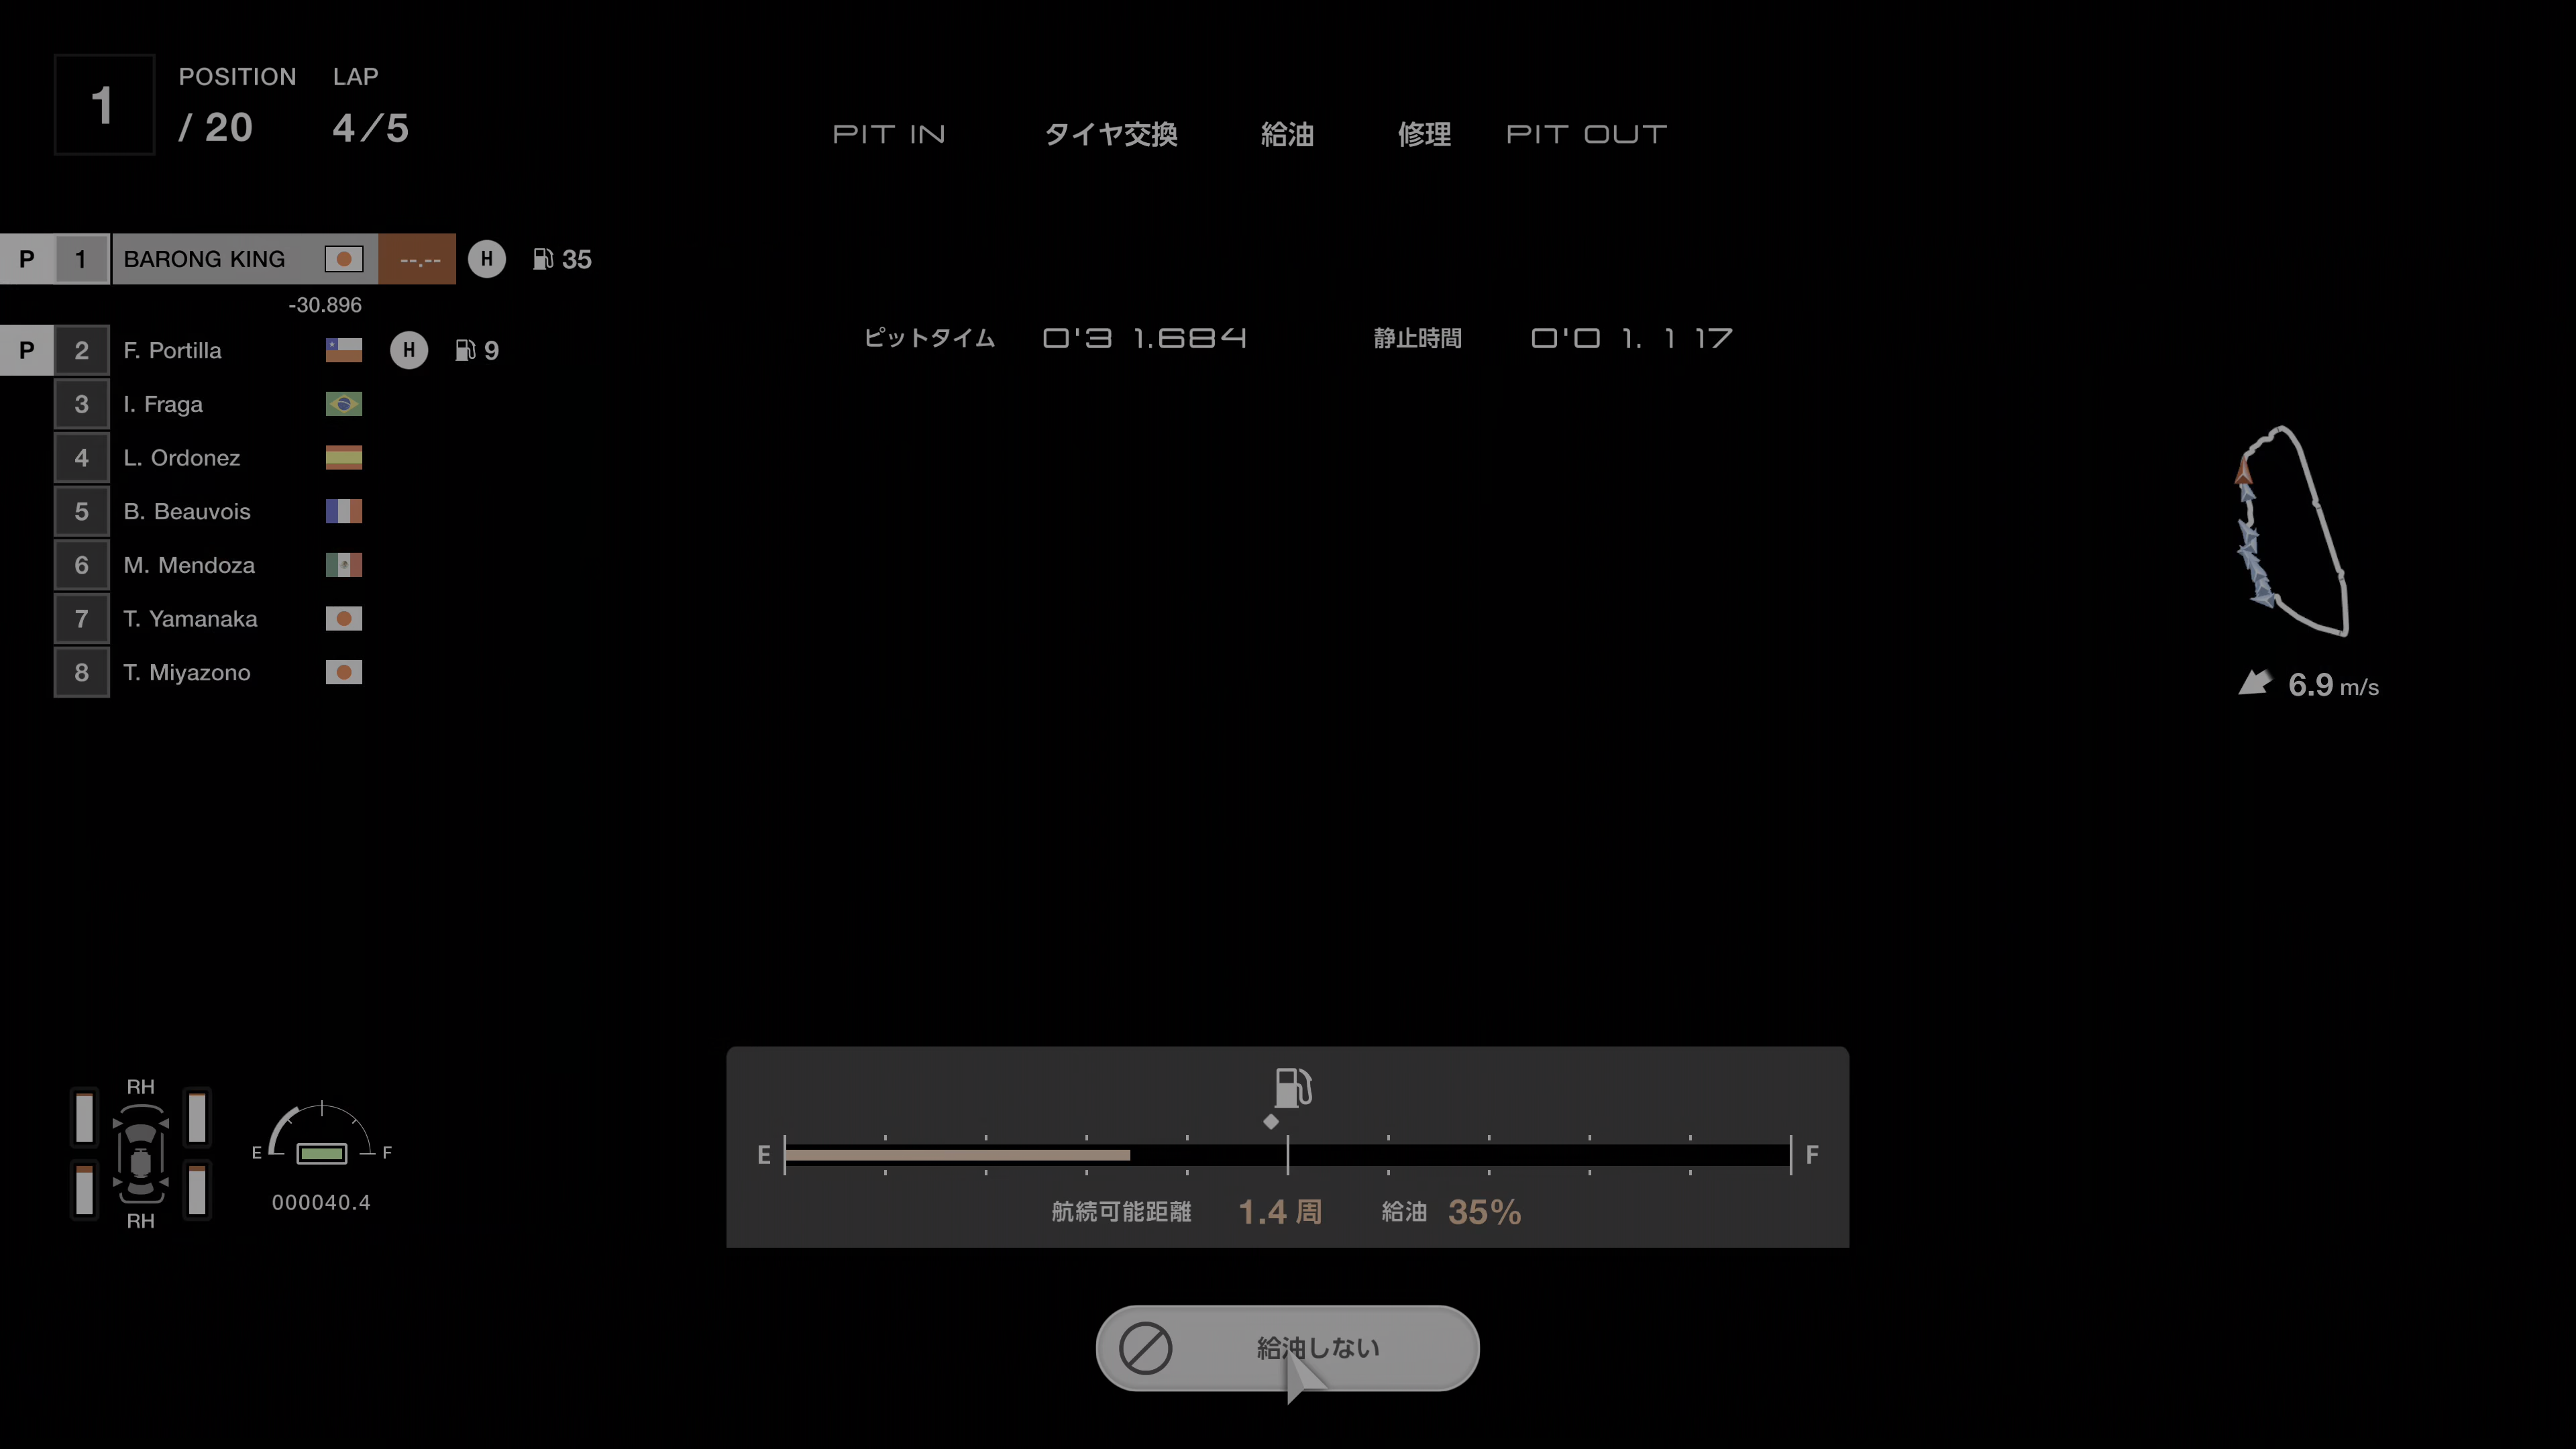 1 POSITION LAP
/ 20 4/5
PIT IN タイヤ交換 給油 修理 PIT OUT
P 1 BARONG KING --.-- H 35
-30.896
P 2 F. Portilla H 9
ピットタイム 0'31.684 静止時間 0'01.117
3 I. Fraga
4 L. Ordonez
5 B. Beauvois
6 M. Mendoza
7 T. Yamanaka
8 T. Miyazono
6.9 m/s
RH
E F
000040.4
RH
E F
航続可能距離 1.4 周 給油 35%
給油しない